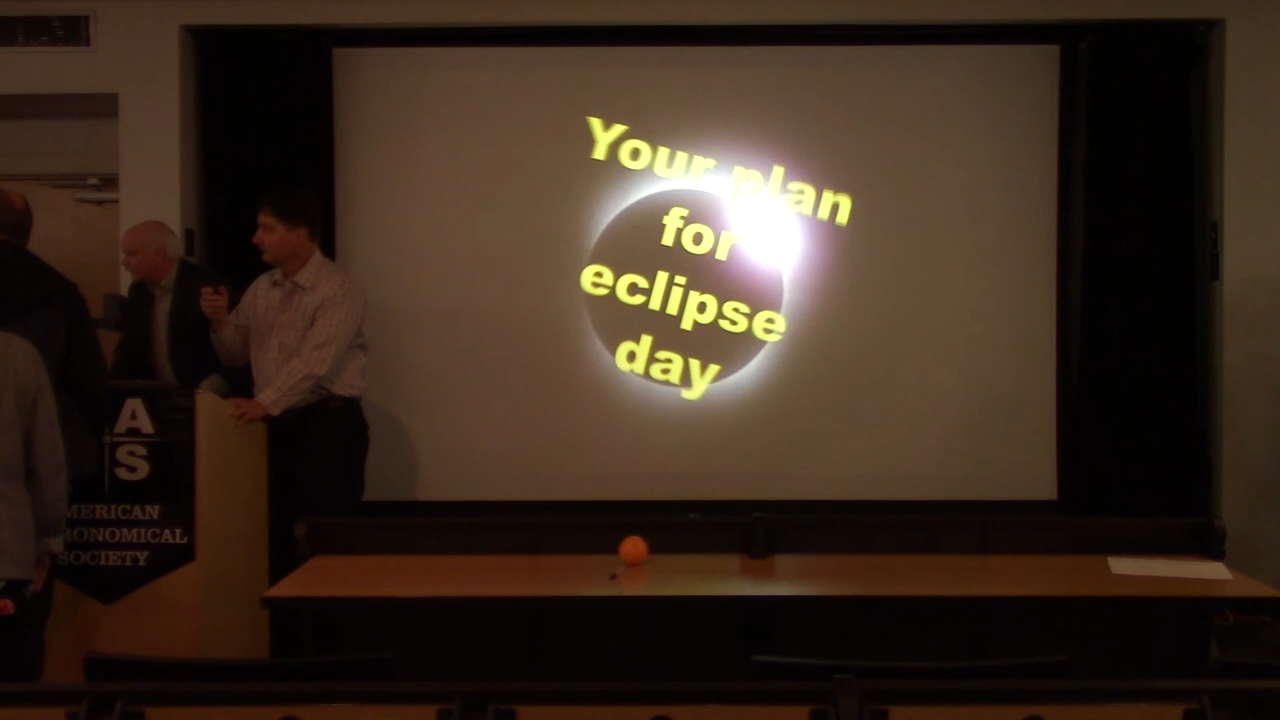 Your plan
for
eclipse
day
A
S
MERICAN
RONOMICAL
SOCIETY